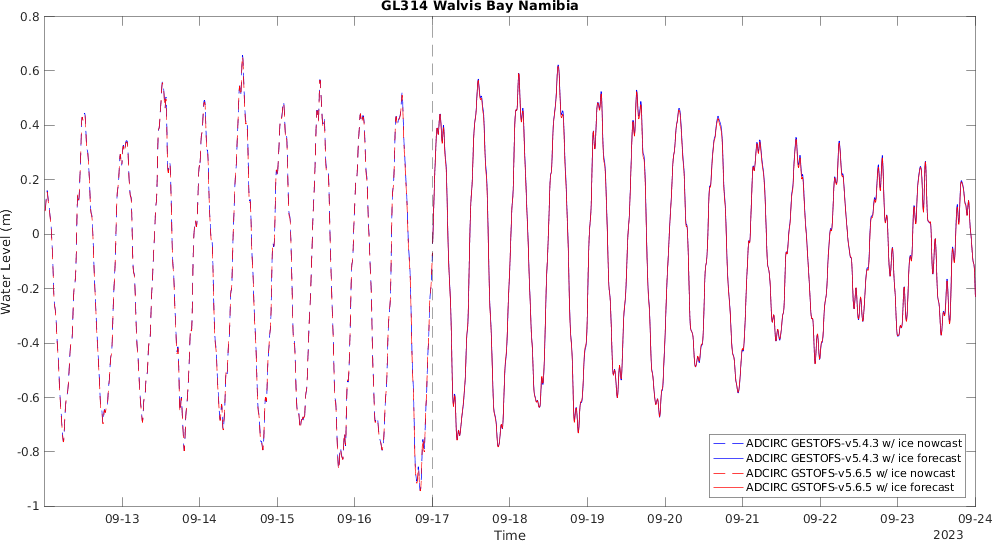 GL314 Walvis Bay Namibia
0.8
0.6
0.4
0.2
0
-0.2
-0.4
-0.6
-0.8
-1
Water Level (m)
ADCIRC GESTOFS-v5.4.3 w/ ice nowcast
ADCIRC GESTOFS-v5.4.3 w/ ice forecast
ADCIRC GSTOFS-v5.6.5 w/ ice nowcast
ADCIRC GSTOFS-v5.6.5 w/ ice forecast
09-13 09-14 09-15 09-16 09-17 09-18 09-19 09-20 09-21 09-22 09-23 09-24
Time
2023